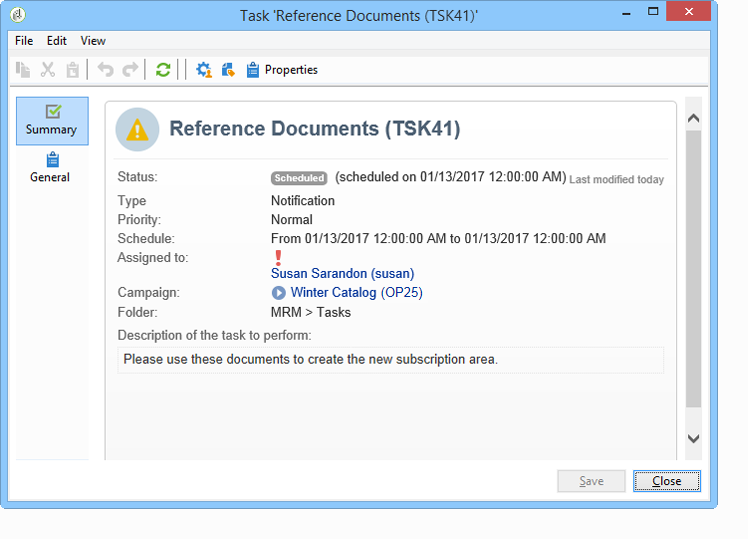 Task 'Reference Documents (TSK41)'
File Edit View
Properties
Summary
General
Reference Documents (TSK41)
Status: Scheduled (scheduled on 01/13/2017 12:00:00 AM) Last modified today
Type Notification
Priority: Normal
Schedule: From 01/13/2017 12:00:00 AM to 01/13/2017 12:00:00 AM
Assigned to:
Susan Sarandon (susan)
Campaign: Winter Catalog (OP25)
Folder: MRM > Tasks
Description of the task to perform:
Please use these documents to create the new subscription area.
Save Close